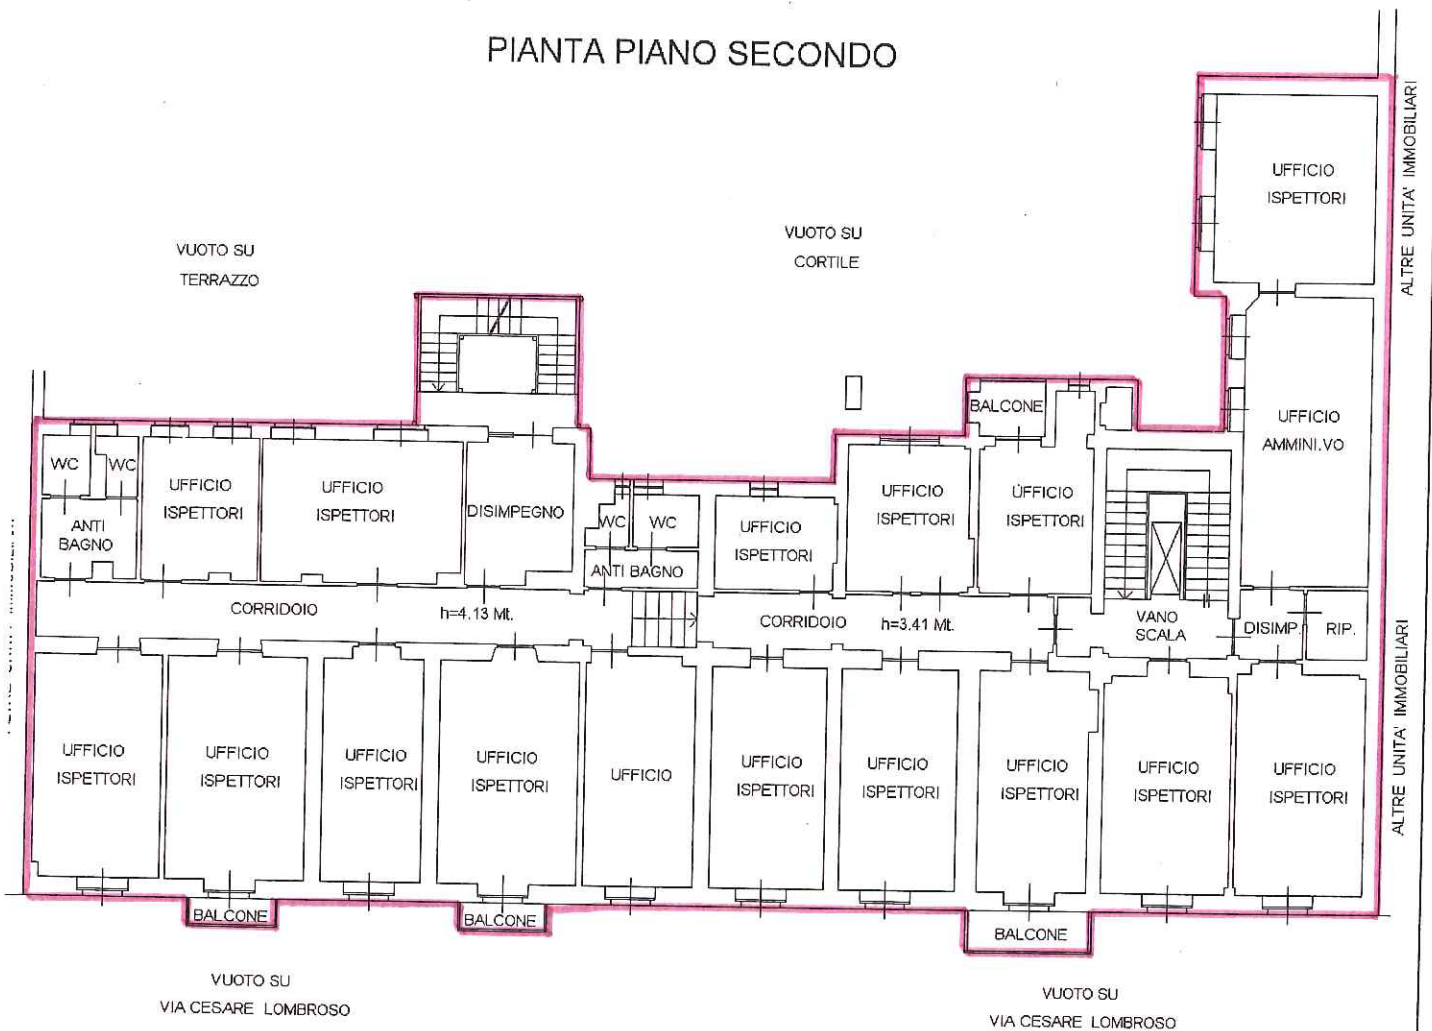 PIANTA PIANO SECONDO
ALTRE UNITA' IMMOBILIARI
UFFICIO
ISPETTORI
VUOTO SU
CORTILE
VUOTO SU
TERRAZZO
BALCONE
UFFICIO
AMMINI.VO
WC
WC
UFFICIO
ISPETTORI
UFFICIO
ISPETTORI
DISIMPEGNO
ANTI
BAGNO
WC
WC
ANTI BAGNO
UFFICIO
ISPETTORI
UFFICIO
ISPETTORI
UFFICIO
ISPETTORI
CORRIDOIO
h=4.13 Mt.
CORRIDOIO
h=3.41 Mt.
VANO
SCALA
DISIMP.
RIP.
ALTRE UNITA' IMMOBILIARI
UFFICIO
ISPETTORI
UFFICIO
ISPETTORI
UFFICIO
ISPETTORI
UFFICIO
ISPETTORI
UFFICIO
UFFICIO
ISPETTORI
UFFICIO
ISPETTORI
UFFICIO
ISPETTORI
UFFICIO
ISPETTORI
UFFICIO
ISPETTORI
BALCONE
BALCONE
BALCONE
VUOTO SU
VIA CESARE LOMBROSO
VUOTO SU
VIA CESARE LOMBROSO